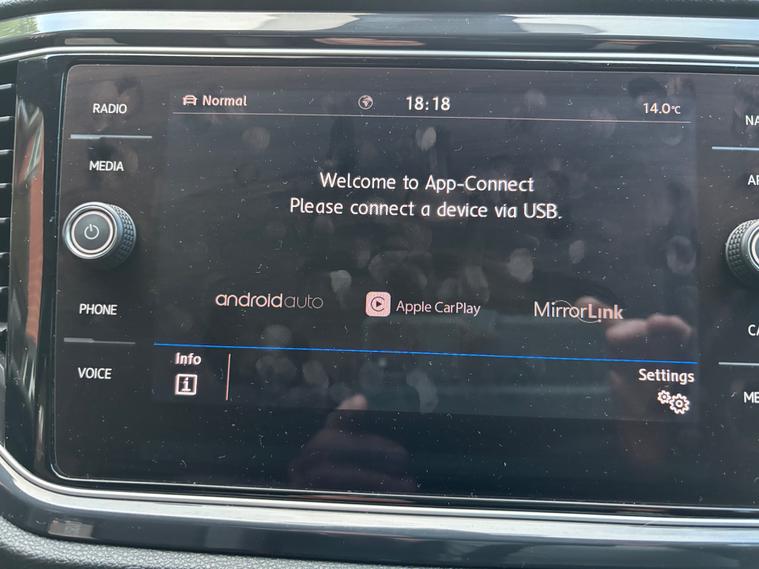 RADIO
MEDIA
PHONE
VOICE
Normal
18:18
14.0°C
Welcome to App-Connect
Please connect a device via USB.
androidauto
Apple CarPlay
MirrorLink
Info
i
Settings